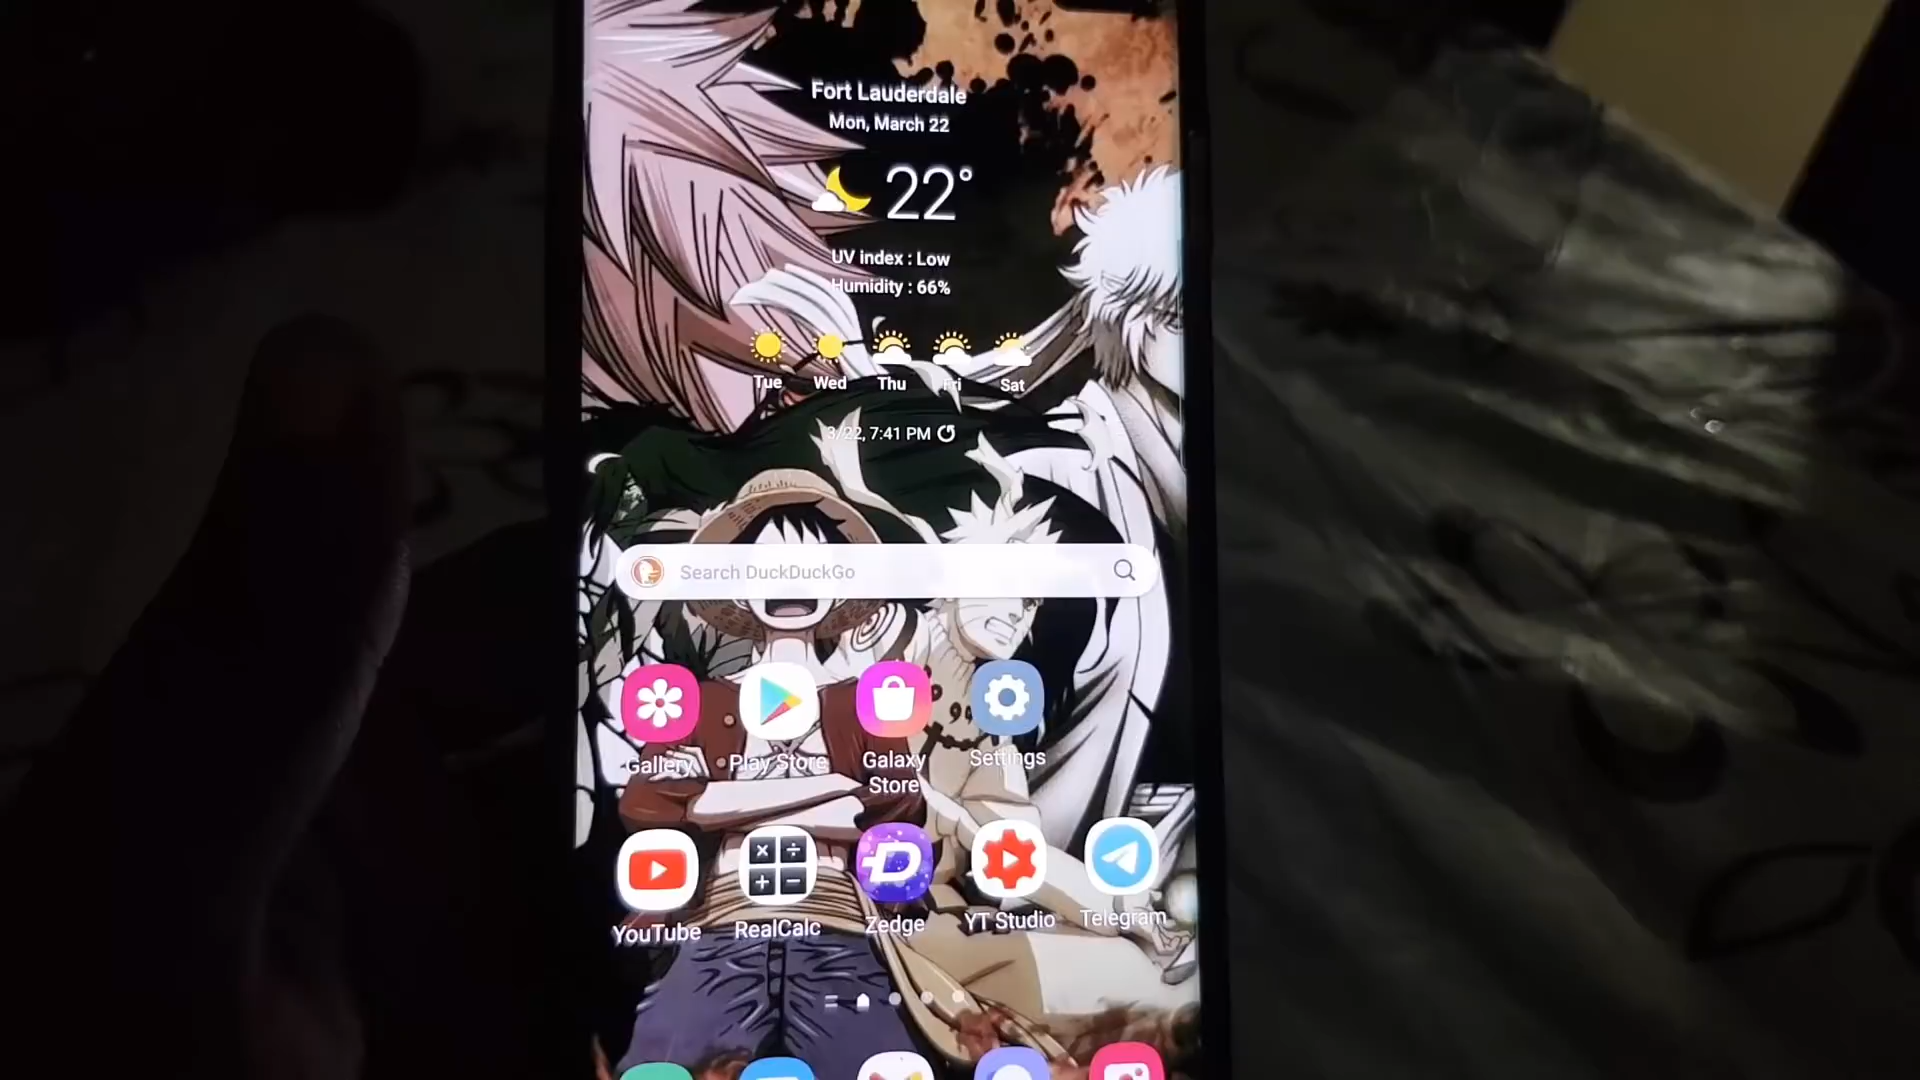 Fort Lauderdale
Mon, March 22
22°
UV index : Low
Humidity : 66%
Tue Wed Thu Fri Sat
3/22, 7:41 PM
Search DuckDuckGo
Gallery Play Store Galaxy Store Settings
YouTube RealCalc Zedge YT Studio Telegram